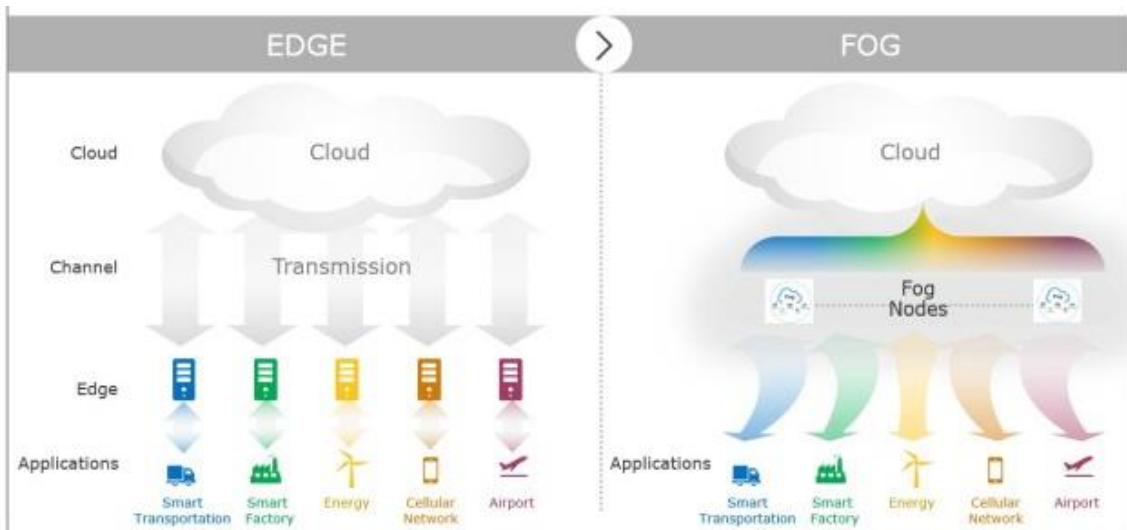 EDGE
FOG
Cloud
Cloud
Cloud
Channel
Transmission
Fog
Nodes
Edge
Applications
Smart
Transportation
Smart
Factory
Energy
Cellular
Network
Airport
Applications
Smart
Transportation
Smart
Factory
Energy
Cellular
Network
Airport